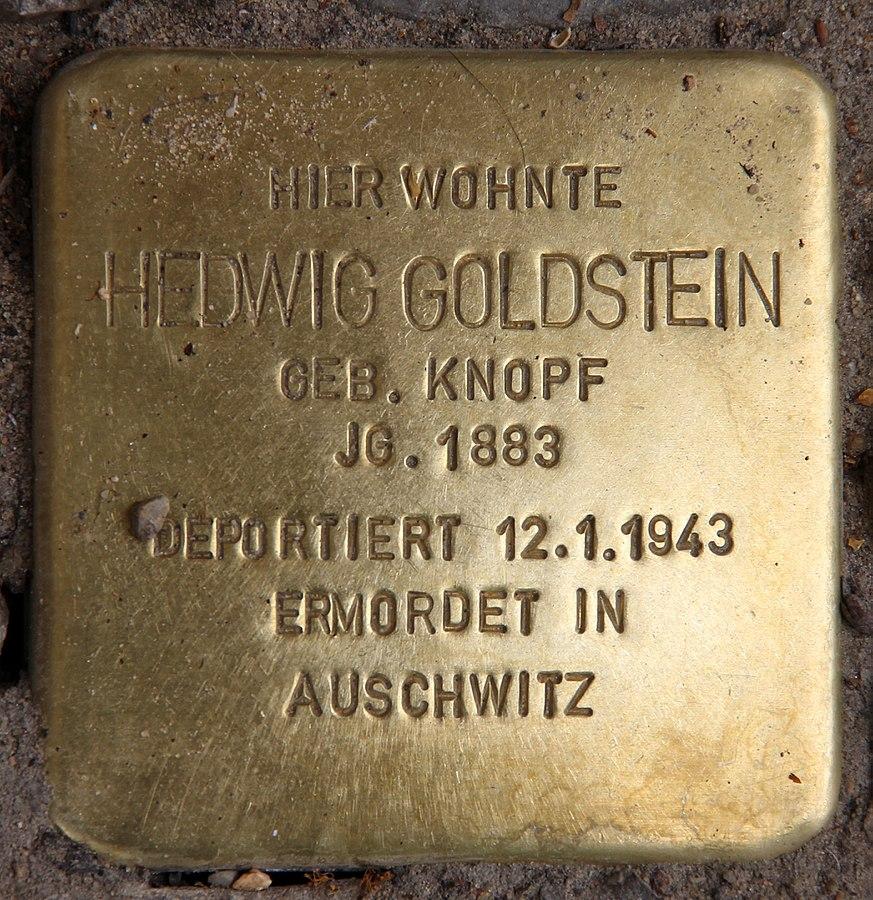 HIER WOHNTE
HEDWIG GOLDSTEIN
GEB. KNOPF
JG. 1883
DEPORTIERT 12.1.1943
ERMORDET IN
AUSCHWITZ